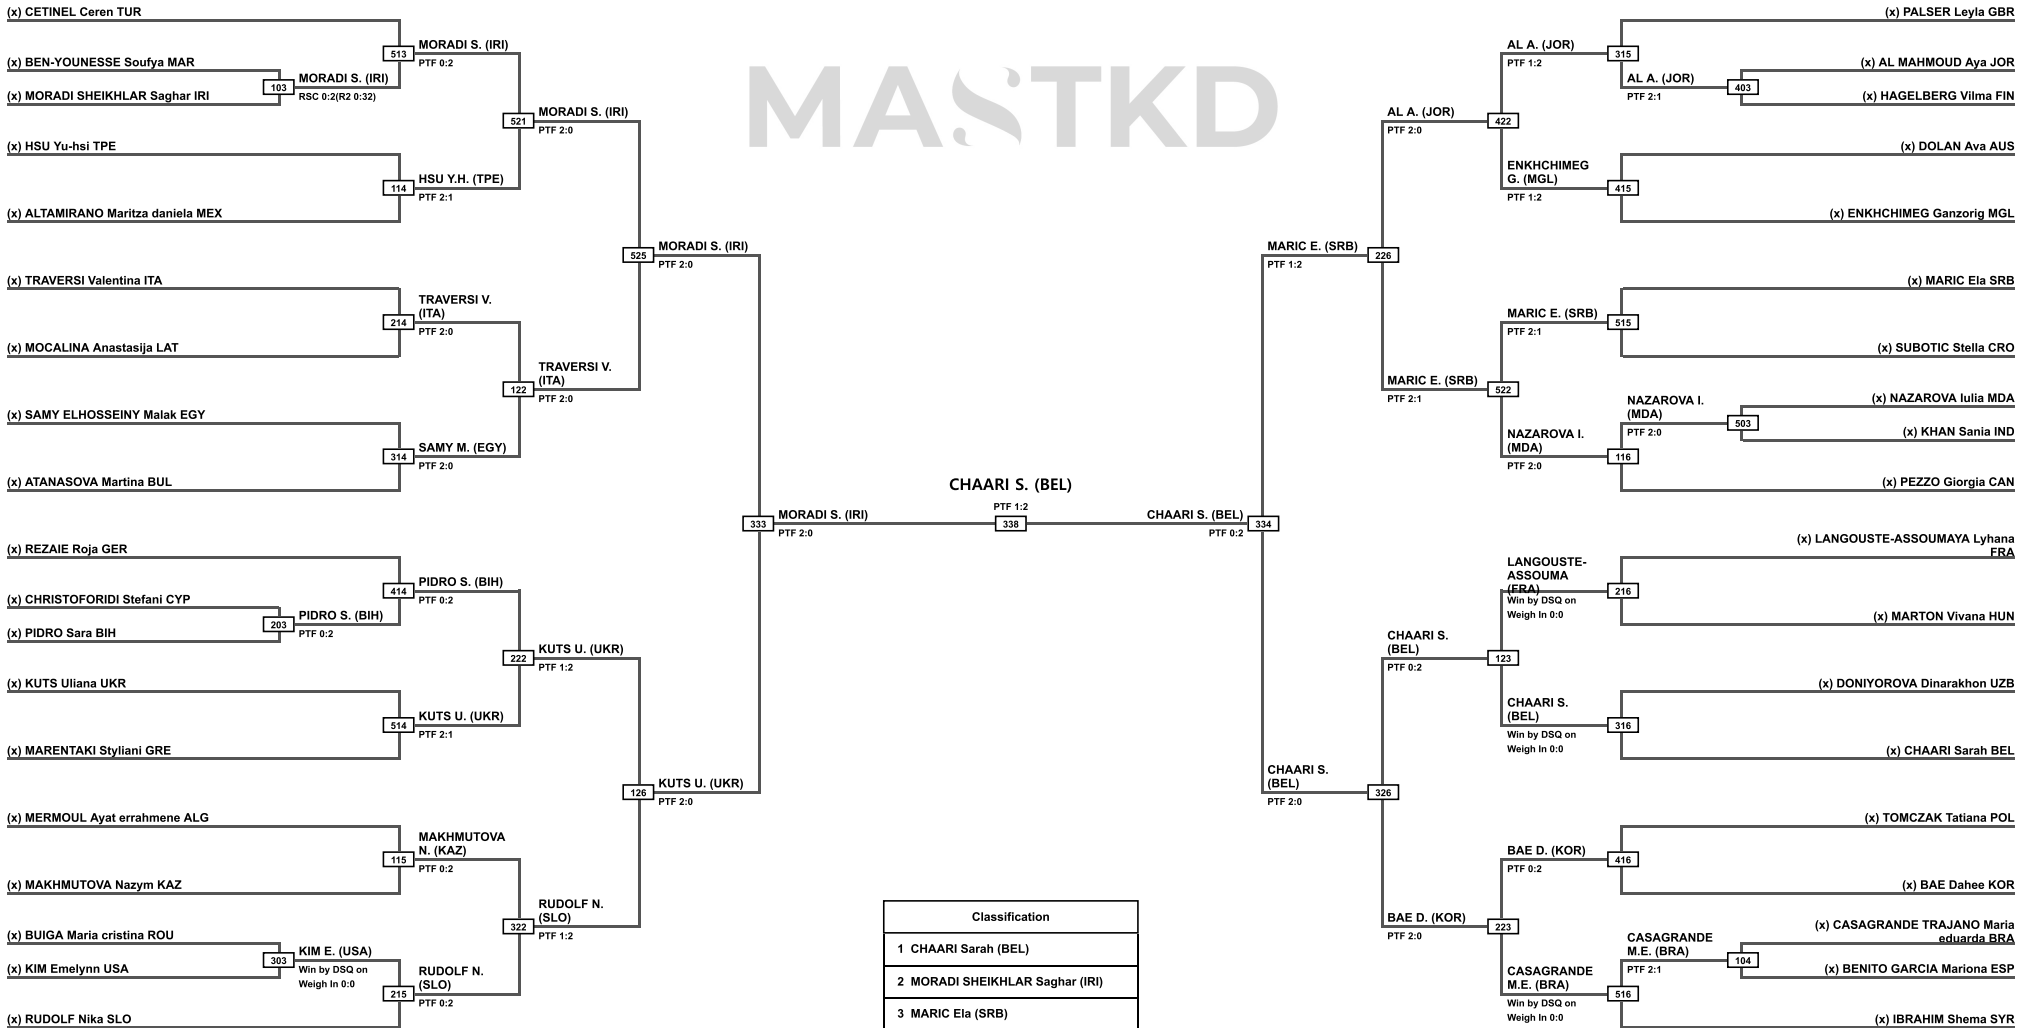 (x) CETINEL Ceren TUR
(x) BEN-YOUNESSE Soufya MAR
(x) MORADI SHEIKHLAR Saghar IRI
(x) HSU Yu-hsi TPE
(x) ALTAMIRANO Maritza daniela MEX
(x) TRAVERSI Valentina ITA
(x) MOCALINA Anastasija LAT
(x) SAMY ELHOSSEINY Malak EGY
(x) ATANASOVA Martina BUL
(x) REZAIE Roja GER
(x) CHRISTOFORIDI Stefani CYP
(x) PIDRO Sara BIH
(x) KUTS Uliana UKR
(x) MARENTAKI Styliani GRE
(x) MERMOUL Ayat errahmene ALG
(x) MAKHMUTOVA Nazym KAZ
(x) BUIGA Maria cristina ROU
(x) KIM Emelynn USA
(x) RUDOLF Nika SLO
103
MORADI S. (IRI)
RSC 0:2(R2 0:32)
203
PIDRO S. (BIH)
PTF 0:2
303
KIM E. (USA)
Win by DSQ on
Weigh In 0:0
513
MORADI S. (IRI)
PTF 0:2
114
HSU Y.H. (TPE)
PTF 2:1
214
TRAVERSI V.
(ITA)
PTF 2:0
314
SAMY M. (EGY)
PTF 2:0
414
PIDRO S. (BIH)
PTF 0:2
514
KUTS U. (UKR)
PTF 2:1
115
MAKHMUTOVA
N. (KAZ)
PTF 0:2
215
RUDOLF N.
(SLO)
PTF 0:2
521
MORADI S. (IRI)
PTF 2:0
122
TRAVERSI V.
(ITA)
PTF 2:0
222
KUTS U. (UKR)
PTF 1:2
322
RUDOLF N.
(SLO)
PTF 1:2
525
MORADI S. (IRI)
PTF 2:0
126
KUTS U. (UKR)
PTF 2:0
333
MORADI S. (IRI)
PTF 2:0
MASTKD
CHAARI S. (BEL)
PTF 1:2
338
Classification
1 CHAARI Sarah (BEL)
2 MORADI SHEIKHLAR Saghar (IRI)
3 MARIC Ela (SRB)
CHAARI S. (BEL)
334
PTF 0:2
MARIC E. (SRB)
226
PTF 1:2
CHAARI S.
(BEL)
326
PTF 2:0
AL A. (JOR)
422
PTF 2:0
MARIC E. (SRB)
522
PTF 2:1
CHAARI S.
(BEL)
123
PTF 0:2
BAE D. (KOR)
223
PTF 2:0
AL A. (JOR)
315
PTF 1:2
ENKHCHIMEG
G. (MGL)
415
PTF 1:2
MARIC E. (SRB)
515
PTF 2:1
NAZAROVA I.
(MDA)
116
PTF 2:0
LANGOUSTE-
ASSOUMA
(FRA)
216
Win by DSQ on
Weigh In 0:0
CHAARI S.
(BEL)
316
Win by DSQ on
Weigh In 0:0
BAE D. (KOR)
416
PTF 0:2
CASAGRANDE
M.E. (BRA)
516
Win by DSQ on
Weigh In 0:0
AL A. (JOR)
403
PTF 2:1
NAZAROVA I.
(MDA)
503
PTF 2:0
CASAGRANDE
M.E. (BRA)
104
PTF 2:1
(x) PALSER Leyla GBR
(x) AL MAHMOUD Aya JOR
(x) HAGELBERG Vilma FIN
(x) DOLAN Ava AUS
(x) ENKHCHIMEG Ganzorig MGL
(x) MARIC Ela SRB
(x) SUBOTIC Stella CRO
(x) NAZAROVA Iulia MDA
(x) KHAN Sania IND
(x) PEZZO Giorgia CAN
(x) LANGOUSTE-ASSOUMAYA Lyhana
FRA
(x) MARTON Vivana HUN
(x) DONIYOROVA Dinarakhon UZB
(x) CHAARI Sarah BEL
(x) TOMCZAK Tatiana POL
(x) BAE Dahee KOR
(x) CASAGRANDE TRAJANO Maria
eduarda BRA
(x) BENITO GARCIA Mariona ESP
(x) IBRAHIM Shema SYR